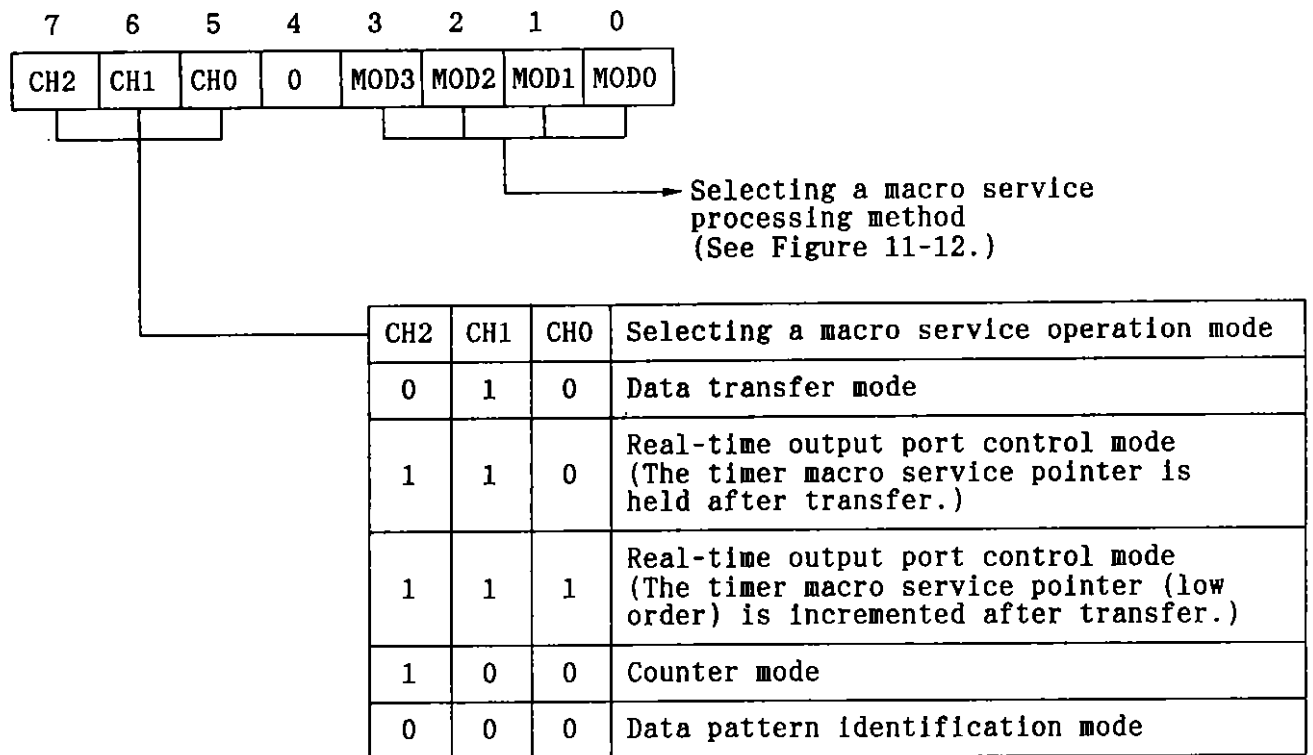 7 6 5 4 3 2 1 0
CH2 CH1 CH0 0 MOD3 MOD2 MOD1 MOD0
Selecting a macro service
processing method
(See Figure 11-12.)
CH2 CH1 CH0 Selecting a macro service operation mode
0 1 0 Data transfer mode
1 1 0 Real-time output port control mode
(The timer macro service pointer is
held after transfer.)
1 1 1 Real-time output port control mode
(The timer macro service pointer (low
order) is incremented after transfer.)
1 0 0 Counter mode
0 0 0 Data pattern identification mode